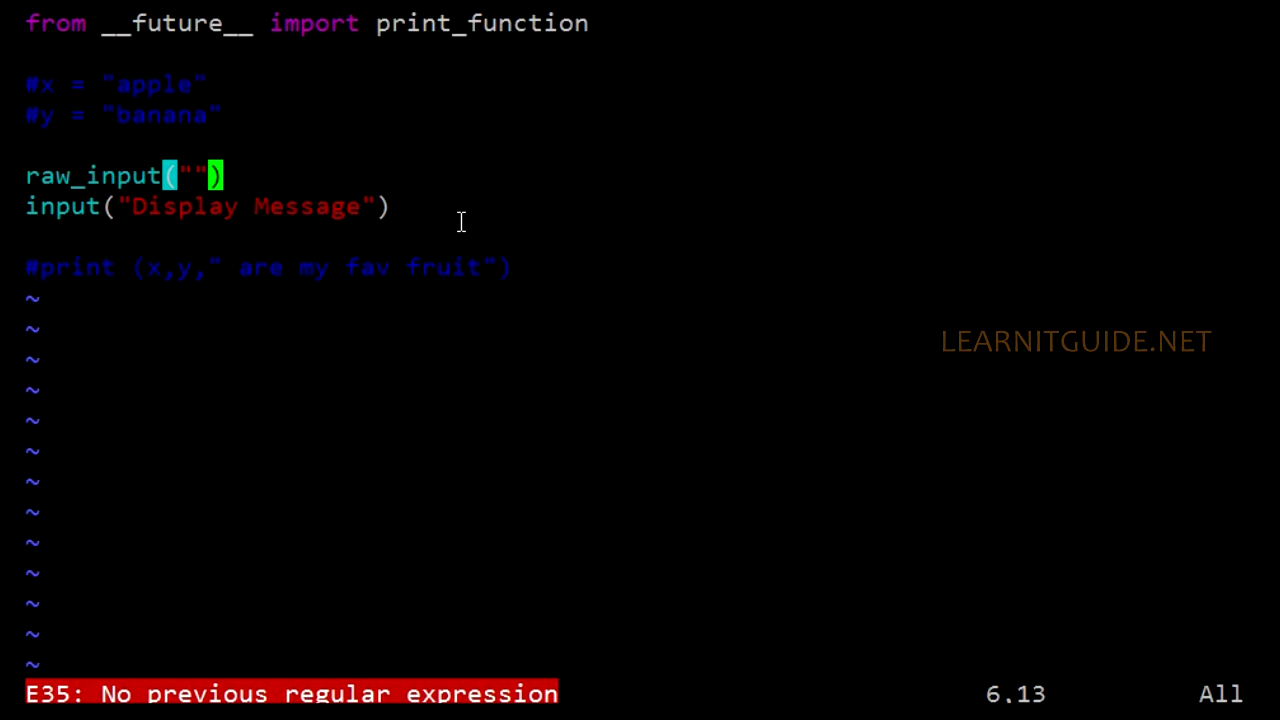 from __future__ import print_function
#x = "apple"
#y = "banana"
raw_input("")
input("Display Message")
#print (x,y," are my fav fruit")
~
~
~
~
LEARNITGUIDE.NET
~
~
~
~
~
~
~
~
~
E35: No previous regular expression 6,13 All